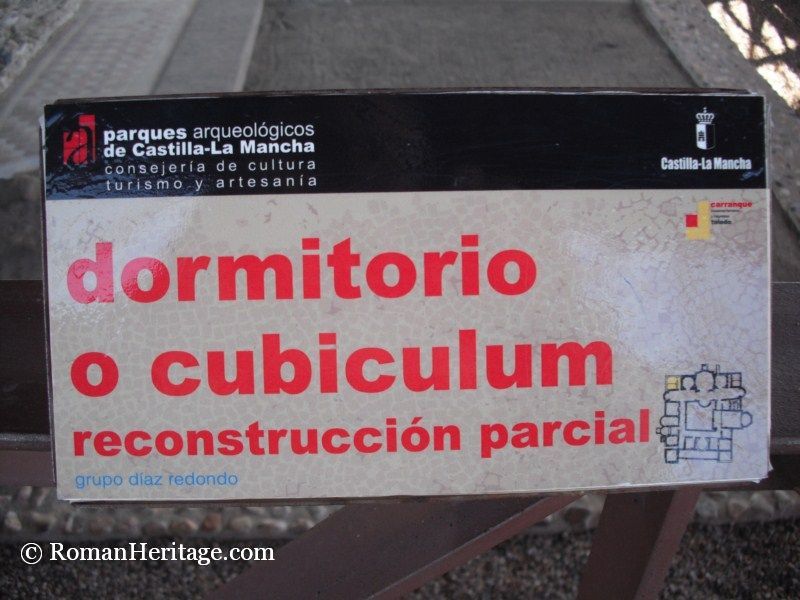 parques arqueológicos
de Castilla-La Mancha
consejería de cultura
turismo y artesanía
Castilla-La Mancha
carranque
toledo
dormitorio
o cubiculum
reconstrucción parcial
grupo díaz redondo
© RomanHeritage.com